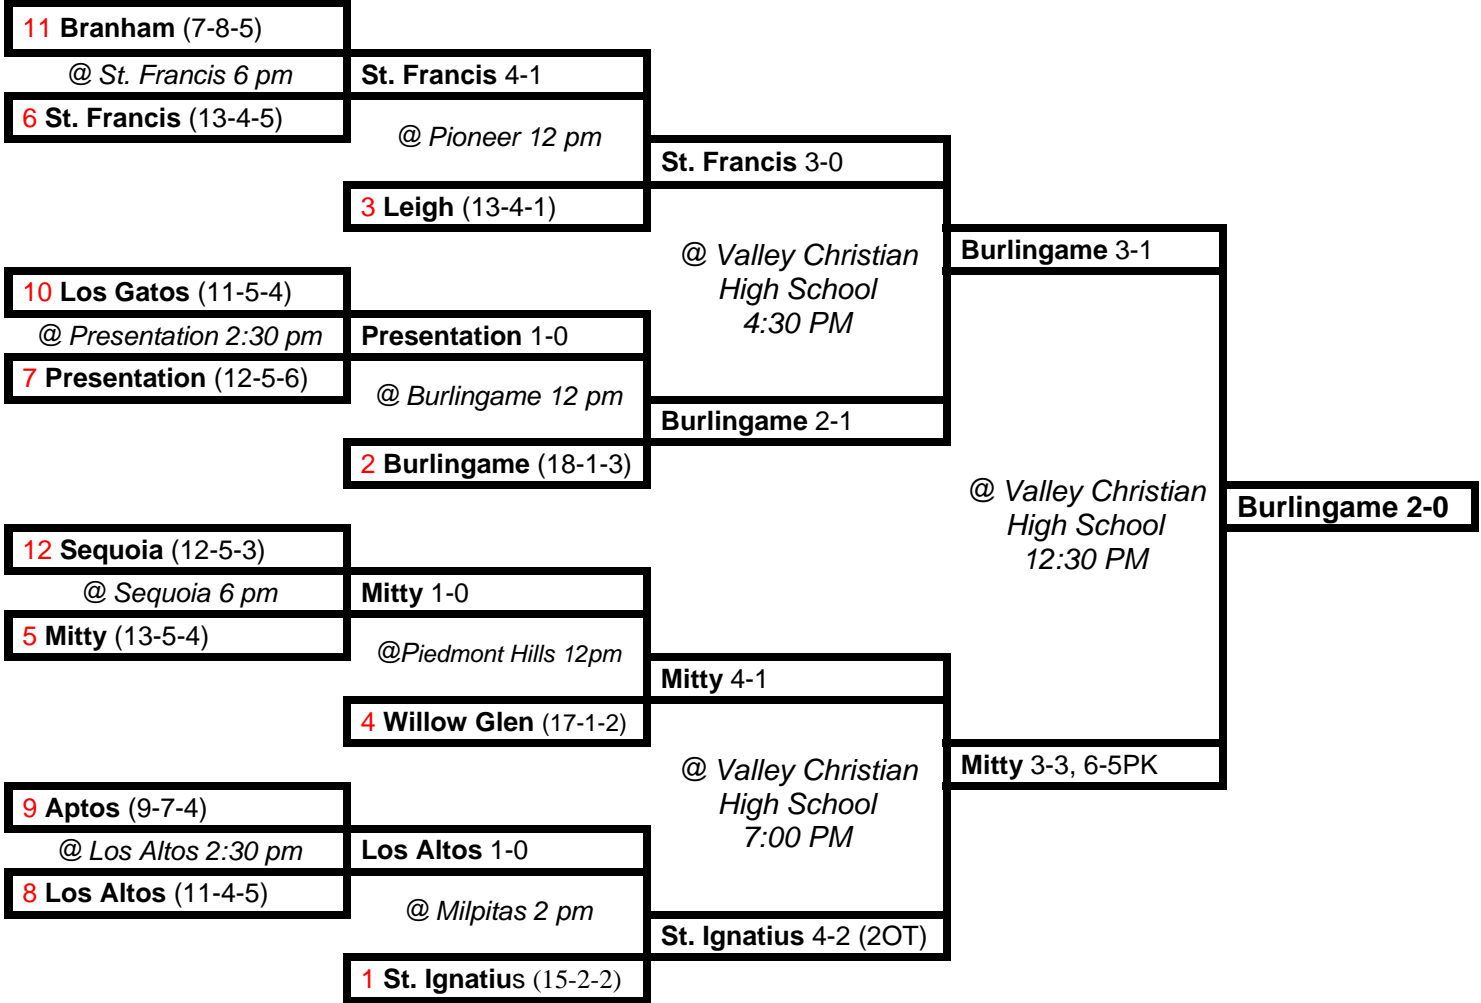 11 Branham (7-8-5)
@ St. Francis 6 pm
St. Francis 4-1
6 St. Francis (13-4-5)
@ Pioneer 12 pm
St. Francis 3-0
3 Leigh (13-4-1)
@ Valley Christian
High School
4:30 PM
Burlingame 3-1
10 Los Gatos (11-5-4)
@ Presentation 2:30 pm
Presentation 1-0
7 Presentation (12-5-6)
@ Burlingame 12 pm
Burlingame 2-1
2 Burlingame (18-1-3)
@ Valley Christian
High School
12:30 PM
Burlingame 2-0
12 Sequoia (12-5-3)
@ Sequoia 6 pm
Mitty 1-0
5 Mitty (13-5-4)
@Piedmont Hills 12pm
Mitty 4-1
4 Willow Glen (17-1-2)
@ Valley Christian
High School
7:00 PM
Mitty 3-3, 6-5PK
9 Aptos (9-7-4)
@ Los Altos 2:30 pm
Los Altos 1-0
8 Los Altos (11-4-5)
@ Milpitas 2 pm
St. Ignatius 4-2 (2OT)
1 St. Ignatius (15-2-2)